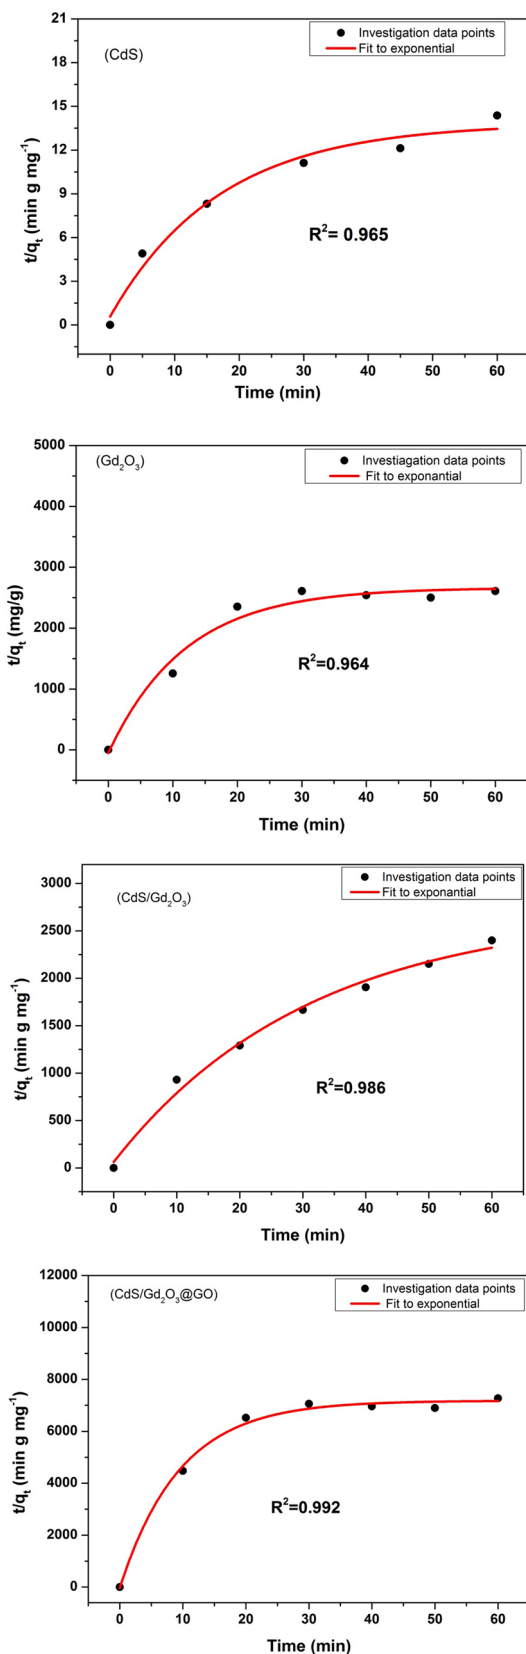 21
18
15
12
9
6
3
0
t/qt (min g mg-1)
(CdS)
Investigation data points
Fit to exponential
R2= 0.965
0 10 20 30 40 50 60
Time (min)
5000
4000
3000
2000
1000
0
t/qt (mg/g)
(Gd2O3)
Investiagation data points
Fit to exponantial
R2=0.964
0 10 20 30 40 50 60
Time (min)
3000
2500
2000
1500
1000
500
0
t/qt (min g mg-1)
(CdS/Gd2O3)
Investigation data points
Fit to exponantial
R2=0.986
0 10 20 30 40 50 60
Time (min)
12000
10000
8000
6000
4000
2000
0
t/qt (min g mg-1)
(CdS/Gd2O3@GO)
Investigation data points
Fit to exponential
R2=0.992
0 10 20 30 40 50 60
Time (min)